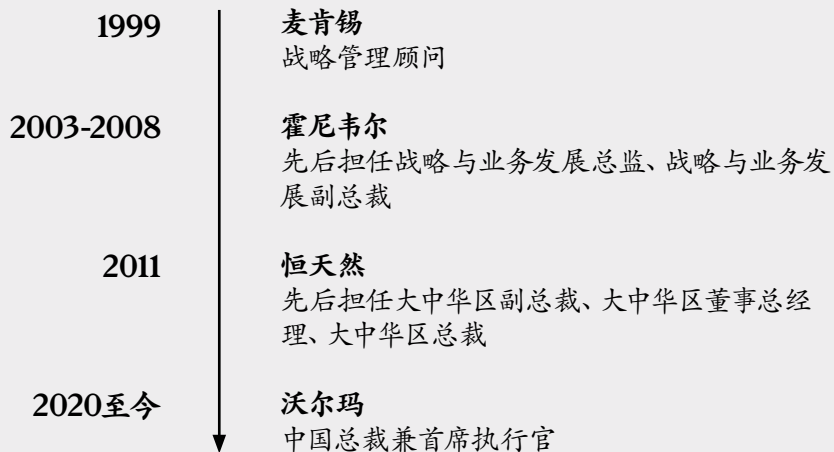 1999
麦肯锡
战略管理顾问
2003-2008
霍尼韦尔
先后担任战略与业务发展总监、战略与业务发
展副总裁
2011
恒天然
先后担任大中华区副总裁、大中华区董事总经
理、大中华区总裁
2020至今
沃尔玛
中国总裁兼首席执行官